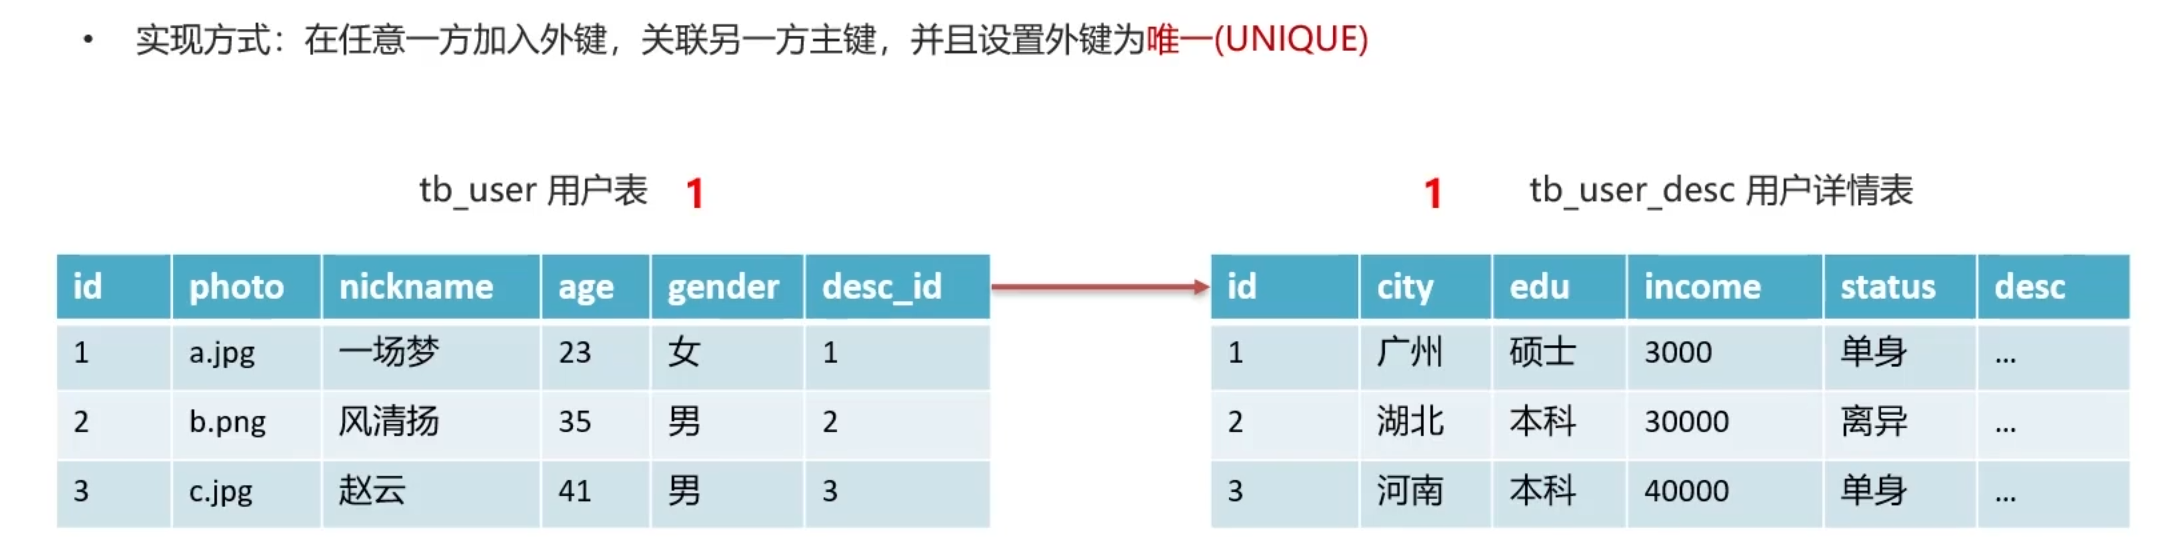 • 实现方式：在任意一方加入外键，关联另一方主键，并且设置外键为唯一(UNIQUE)
tb_user 用户表 1
1 tb_user_desc 用户详情表
id photo nickname age gender desc_id
1 a.jpg 一场梦 23 女 1
2 b.png 风清扬 35 男 2
3 c.jpg 赵云 41 男 3
id city edu income status desc
1 广州 硕士 3000 单身 ...
2 湖北 本科 30000 离异 ...
3 河南 本科 40000 单身 ...